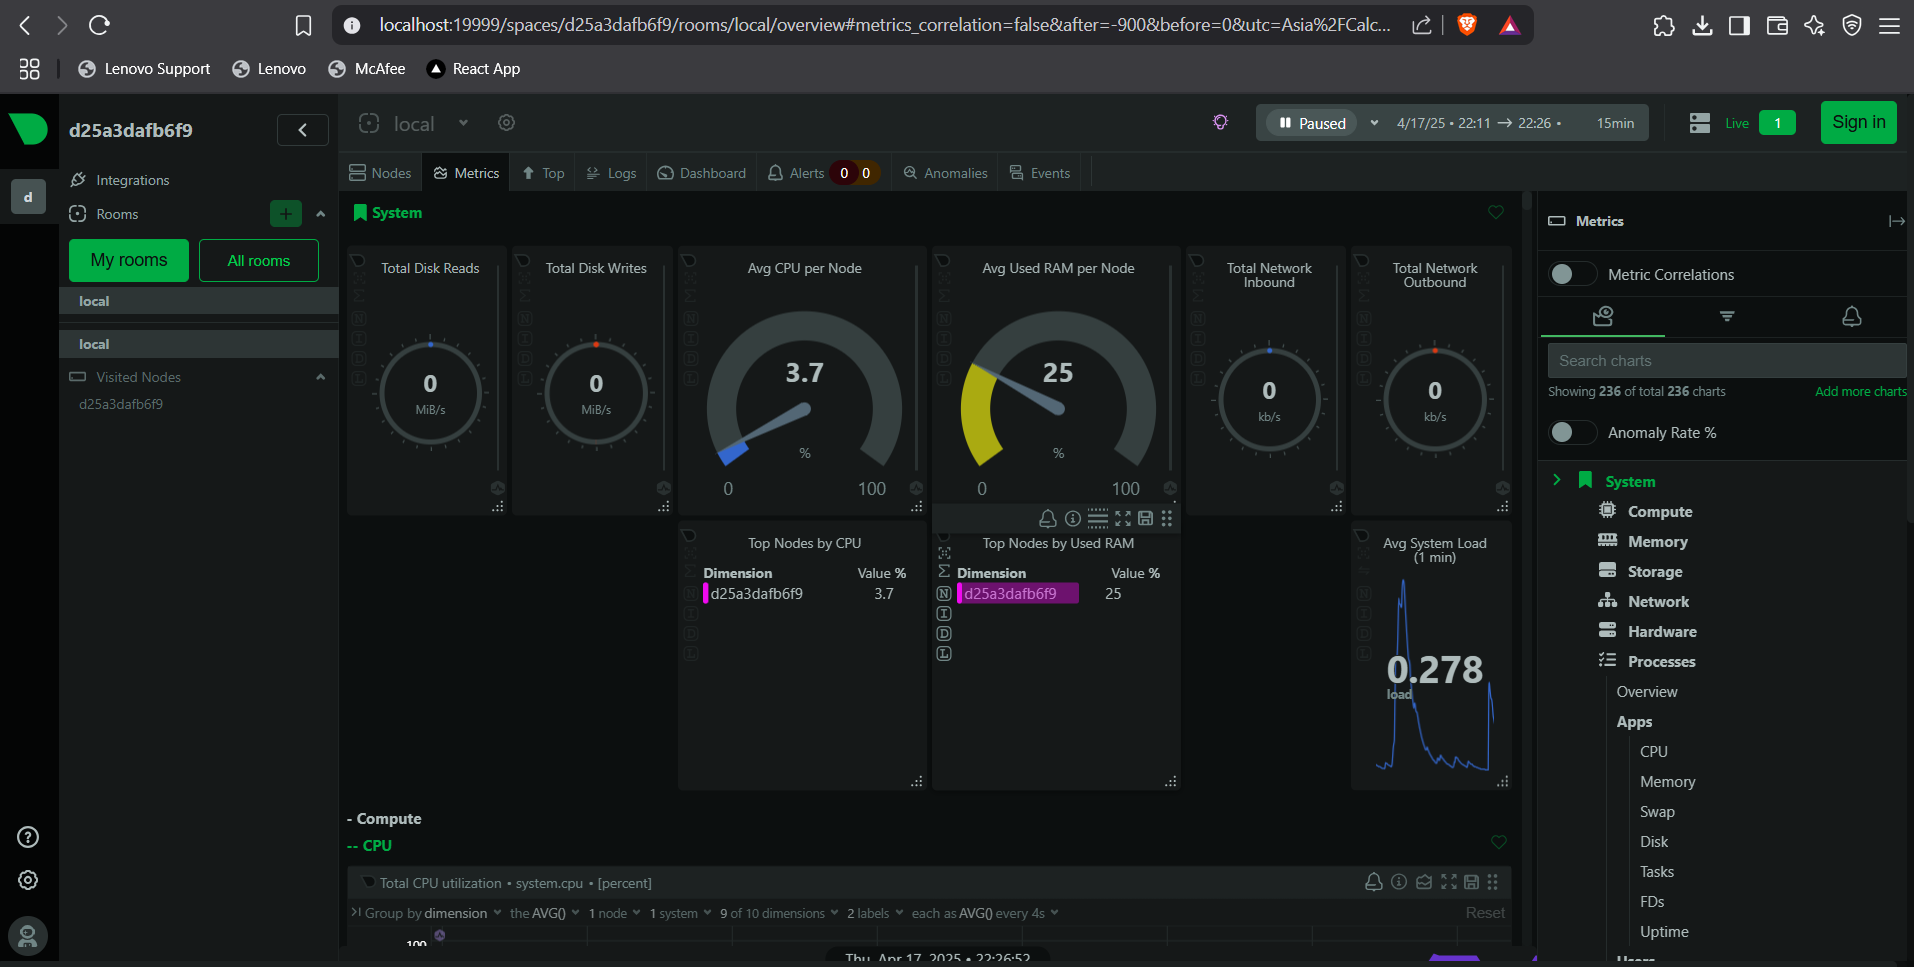 localhost:19999/spaces/d25a3dafb6f9/rooms/local/overview#metrics_correlation=false&after=-900&before=0&utc=Asia%2FCalc...
Lenovo Support
Lenovo
McAfee
React App
d25a3dafb6f9
local
Paused
4/17/25 • 22:11 → 22:26 •
15min
Live
1
Sign in
d
Integrations
Rooms
My rooms
All rooms
local
local
Visited Nodes
d25a3dafb6f9
Nodes
Metrics
Top
Logs
Dashboard
Alerts
0
0
Anomalies
Events
System
Total Disk Reads
0
MiB/s
Total Disk Writes
0
MiB/s
Avg CPU per Node
3.7
%
0
100
Avg Used RAM per Node
25
%
0
100
Total Network
Inbound
0
kb/s
Total Network
Outbound
0
kb/s
Top Nodes by CPU
Dimension
Value %
d25a3dafb6f9
3.7
Top Nodes by Used RAM
Dimension
Value %
d25a3dafb6f9
25
N
I
D
L
Avg System Load
(1 min)
0.278
load
- Compute
-- CPU
Total CPU utilization • system.cpu • [percent]
Group by dimension
the AVG()
1 node
1 system
9 of 10 dimensions
2 labels
each as AVG() every 4s
Reset
100
Thu, Apr 17, 2025 • 22:26:52
Metrics
Metric Correlations
Search charts
Showing 236 of total 236 charts
Add more charts
Anomaly Rate %
System
Compute
Memory
Storage
Network
Hardware
Processes
Overview
Apps
CPU
Memory
Swap
Disk
Tasks
FDs
Uptime
Users